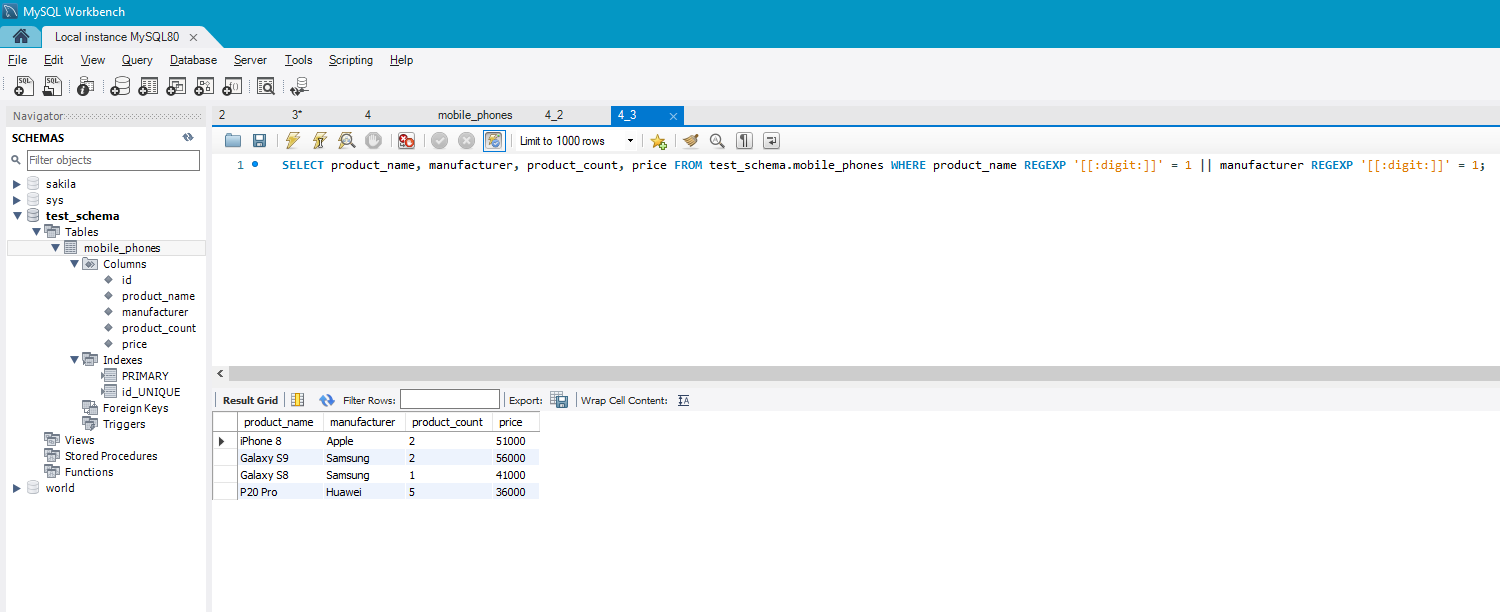 MySQL Workbench
Local instance MySQL80
File Edit View Query Database Server Tools Scripting Help
Navigator
SCHEMAS
Filter objects
sakila
sys
test_schema
Tables
mobile_phones
Columns
id
product_name
manufacturer
product_count
price
Indexes
PRIMARY
id_UNIQUE
Foreign Keys
Triggers
Views
Stored Procedures
Functions
world
2 3* 4 mobile_phones 4_2 4_3
Limit to 1000 rows
1 SELECT product_name, manufacturer, product_count, price FROM test_schema.mobile_phones WHERE product_name REGEXP '[[:digit:]]' = 1 || manufacturer REGEXP '[[:digit:]]' = 1;
Result Grid Filter Rows: Export: Wrap Cell Content:
product_name manufacturer product_count price
iPhone 8 Apple 2 51000
Galaxy S9 Samsung 2 56000
Galaxy S8 Samsung 1 41000
P20 Pro Huawei 5 36000